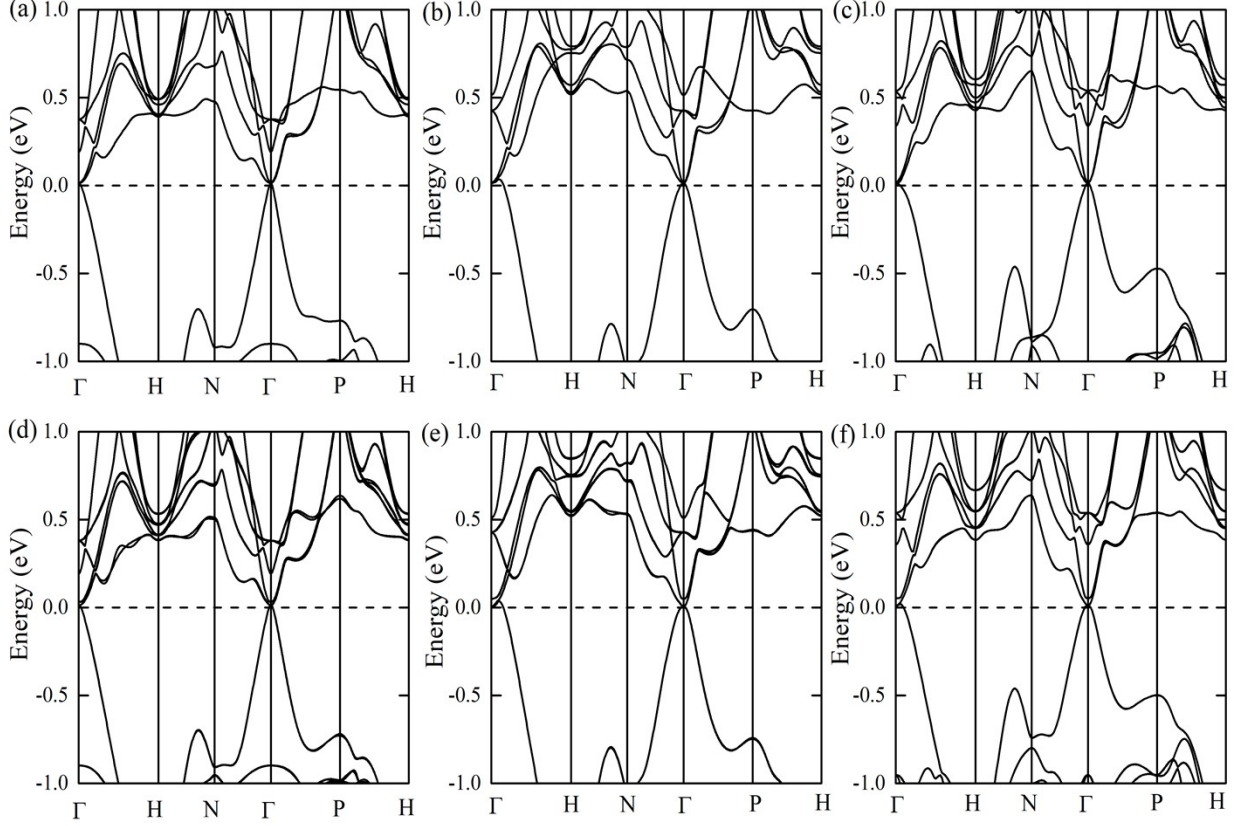 (a) (b) (c)
1.0 1.0 1.0
0.5 0.5 0.5
0.0 0.0 0.0
-0.5 -0.5 -0.5
-1.0 -1.0 -1.0
Energy (eV) Energy (eV) Energy (eV)
Γ H N Γ P H Γ H N Γ P H Γ H N Γ P H
(d) (e) (f)
1.0 1.0 1.0
0.5 0.5 0.5
0.0 0.0 0.0
-0.5 -0.5 -0.5
-1.0 -1.0 -1.0
Energy (eV) Energy (eV) Energy (eV)
Γ H N Γ P H Γ H N Γ P H Γ H N Γ P H